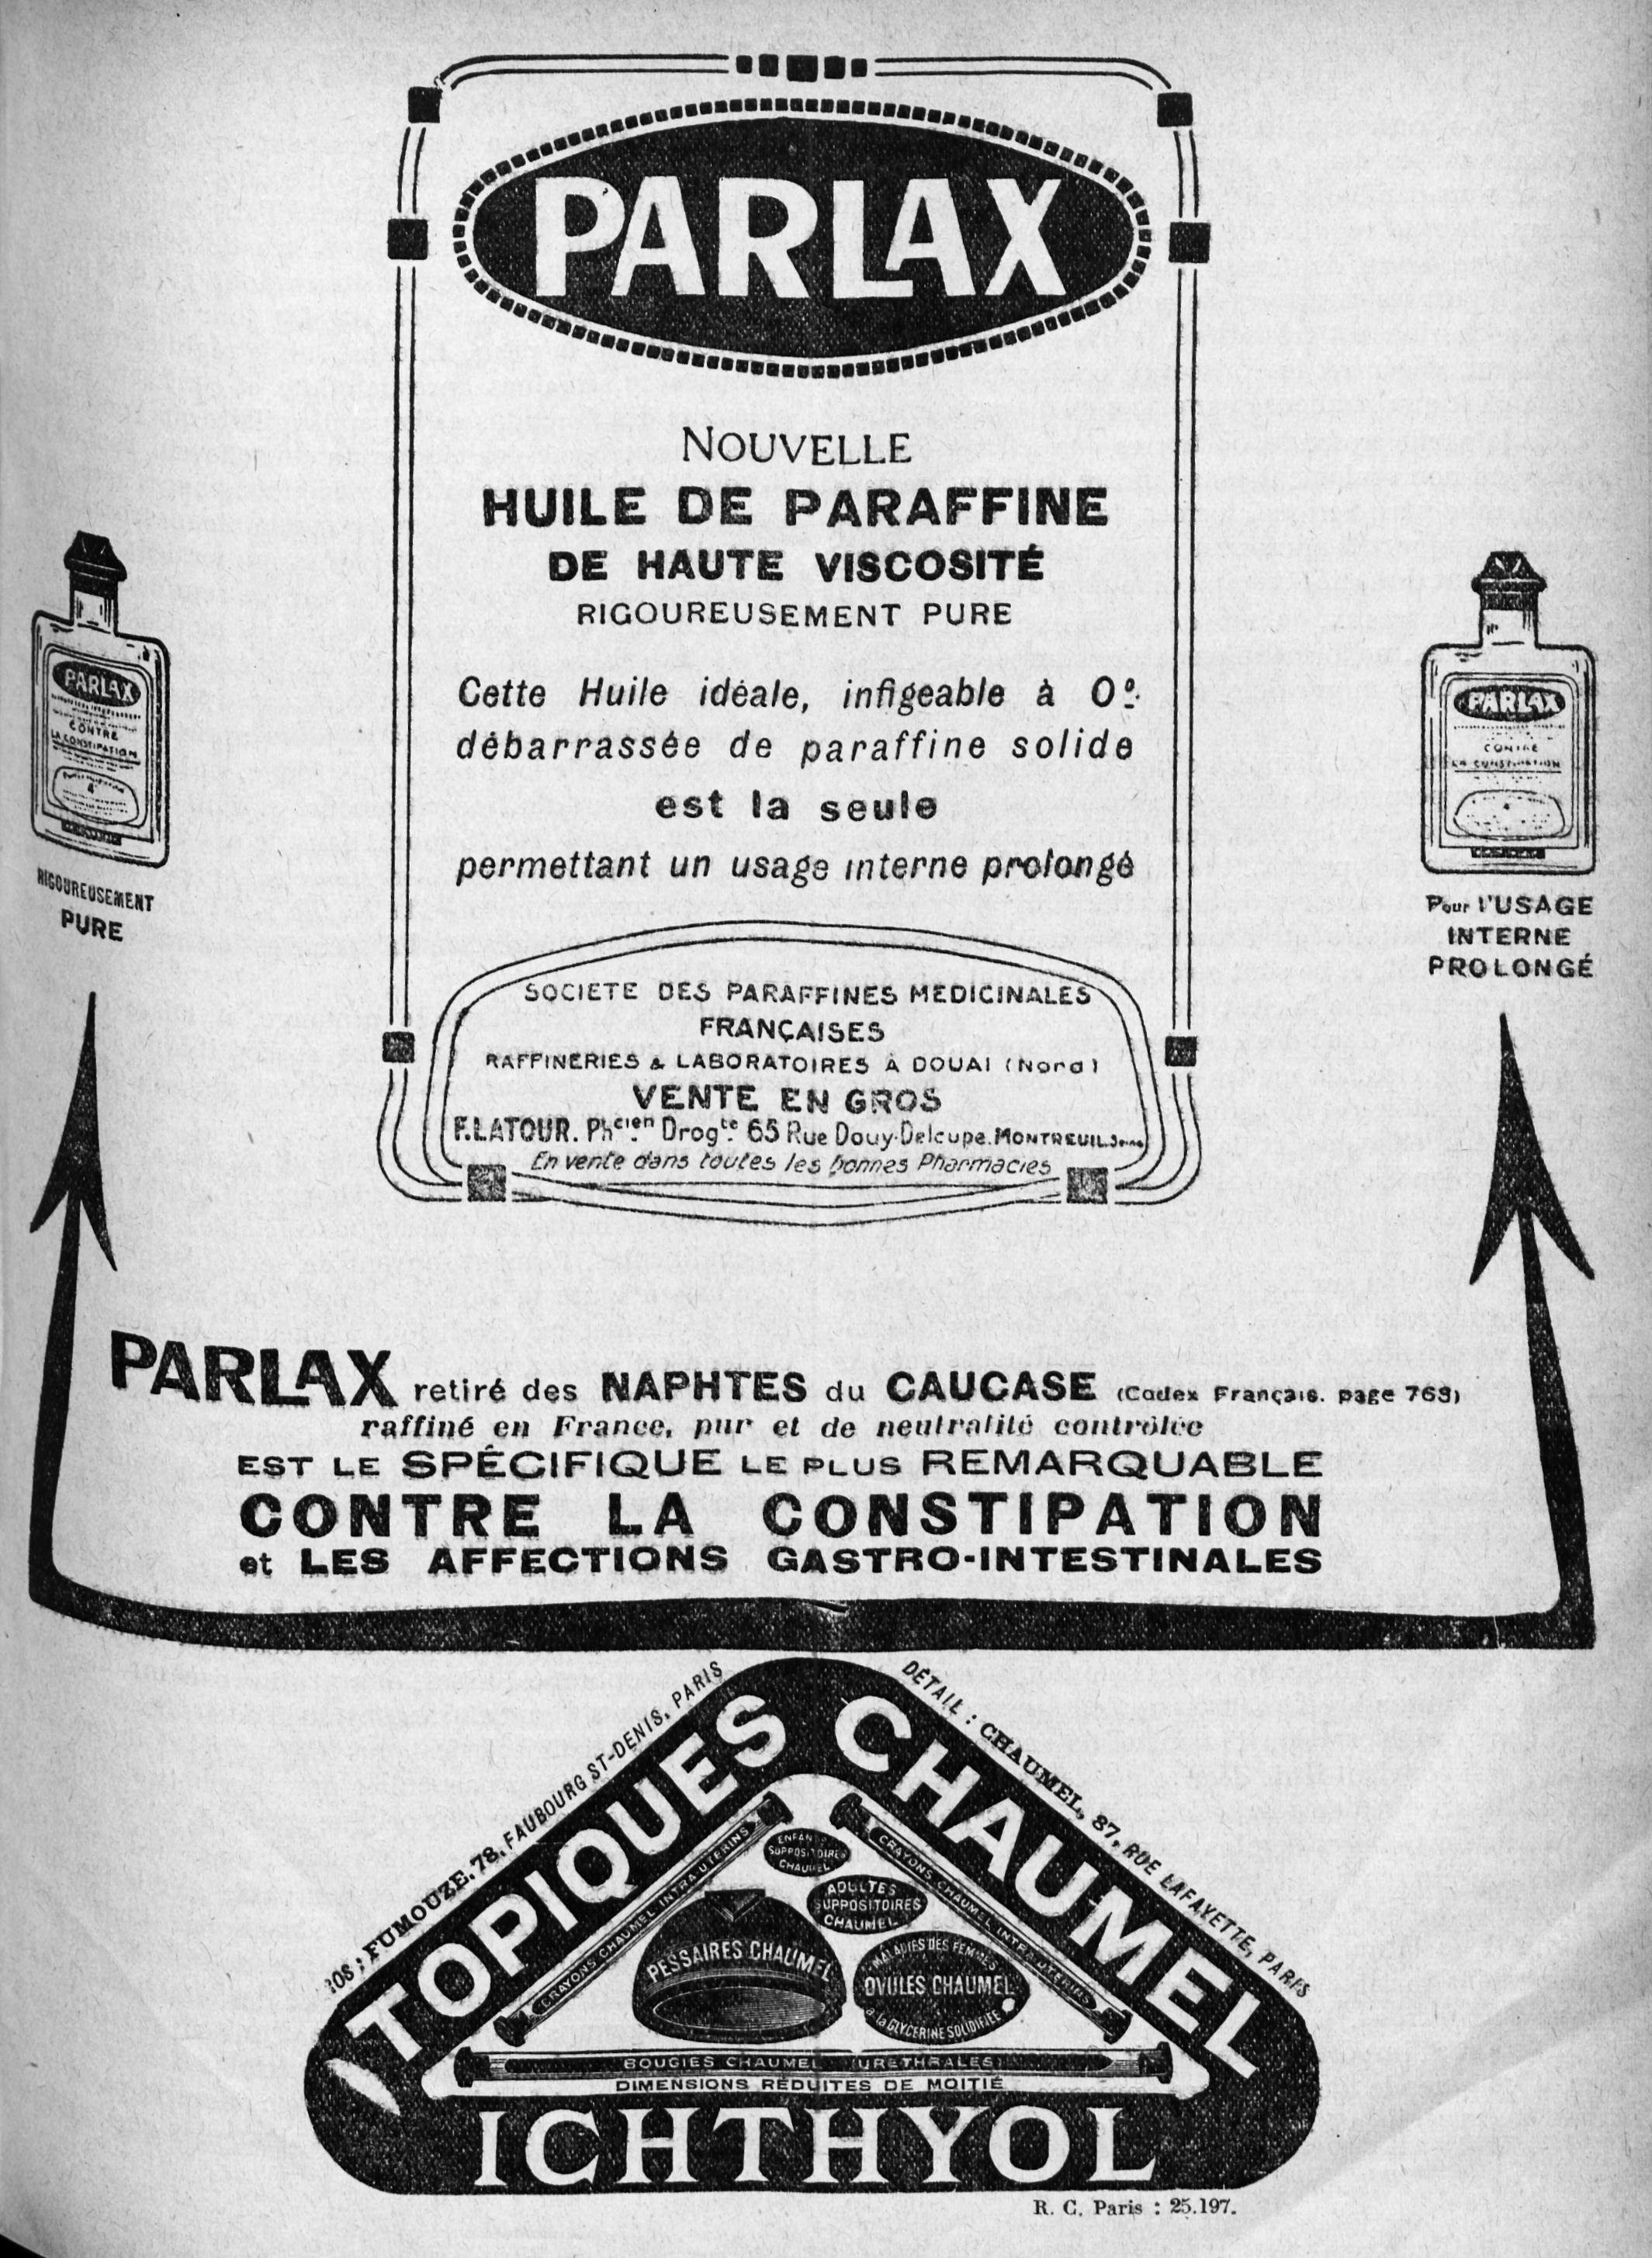 PARLAX
NOUVELLE
HUILE DE PARAFFINE
DE HAUTE VISCOSITÉ
RIGOUREUSEMENT PURE
Cette Huile idéale, infigeable à 0º.
débarrassée de paraffine solide
est la seule
permettant un usage interne prolongé
SOCIETE DES PARAFFINES MEDICINALES
FRANÇAISES
RAFFINERIES & LABORATOIRES À DOUAI (Nord)
VENTE EN GROS
F. LATOUR. Phcien Drogte 65 Rue Douy-Delcupe. MONTREUIL.
En vente dans toutes les bonnes Pharmacies
PARLAX
CONTRE
LA CONSTIPATION
RIGOUREUSEMENT
PURE
PARLAX
CONTRE
LA CONSTIPATION
Pour l'USAGE
INTERNE
PROLONGÉ
PARLAX retiré des NAPHTES du CAUCASE (Codex Français. page 763)
raffiné en France, pur et de neutralité contrôlée
EST LE SPÉCIFIQUE LE PLUS REMARQUABLE
CONTRE LA CONSTIPATION
et LES AFFECTIONS GASTRO-INTESTINALES
FUMOUZE. 78, FAUBOURG ST-DENIS, PARIS
DÉTAIL : CHAUMEL, 87, RUE LAFAYETTE, PARIS
TOPIQUES CHAUMEL
CRAYONS CHAUMEL INTRA-UTERINS
CRAYONS CHAUMEL INTRA-UTERINS
ENFANTS
SUPPOSITOIRES
CHAUMEL
ADULTES
SUPPOSITOIRES
CHAUMEL
PESSAIRES CHAUMEL
MALADIES DES FEMMES
OVULES CHAUMEL
à la GLYCERINE SOLIDIFIÉE
BOUGIES CHAUMEL (URETHRALES)
DIMENSIONS RÉDUITES DE MOITIÉ
ICHTHYOL
R. C. Paris : 25.197.